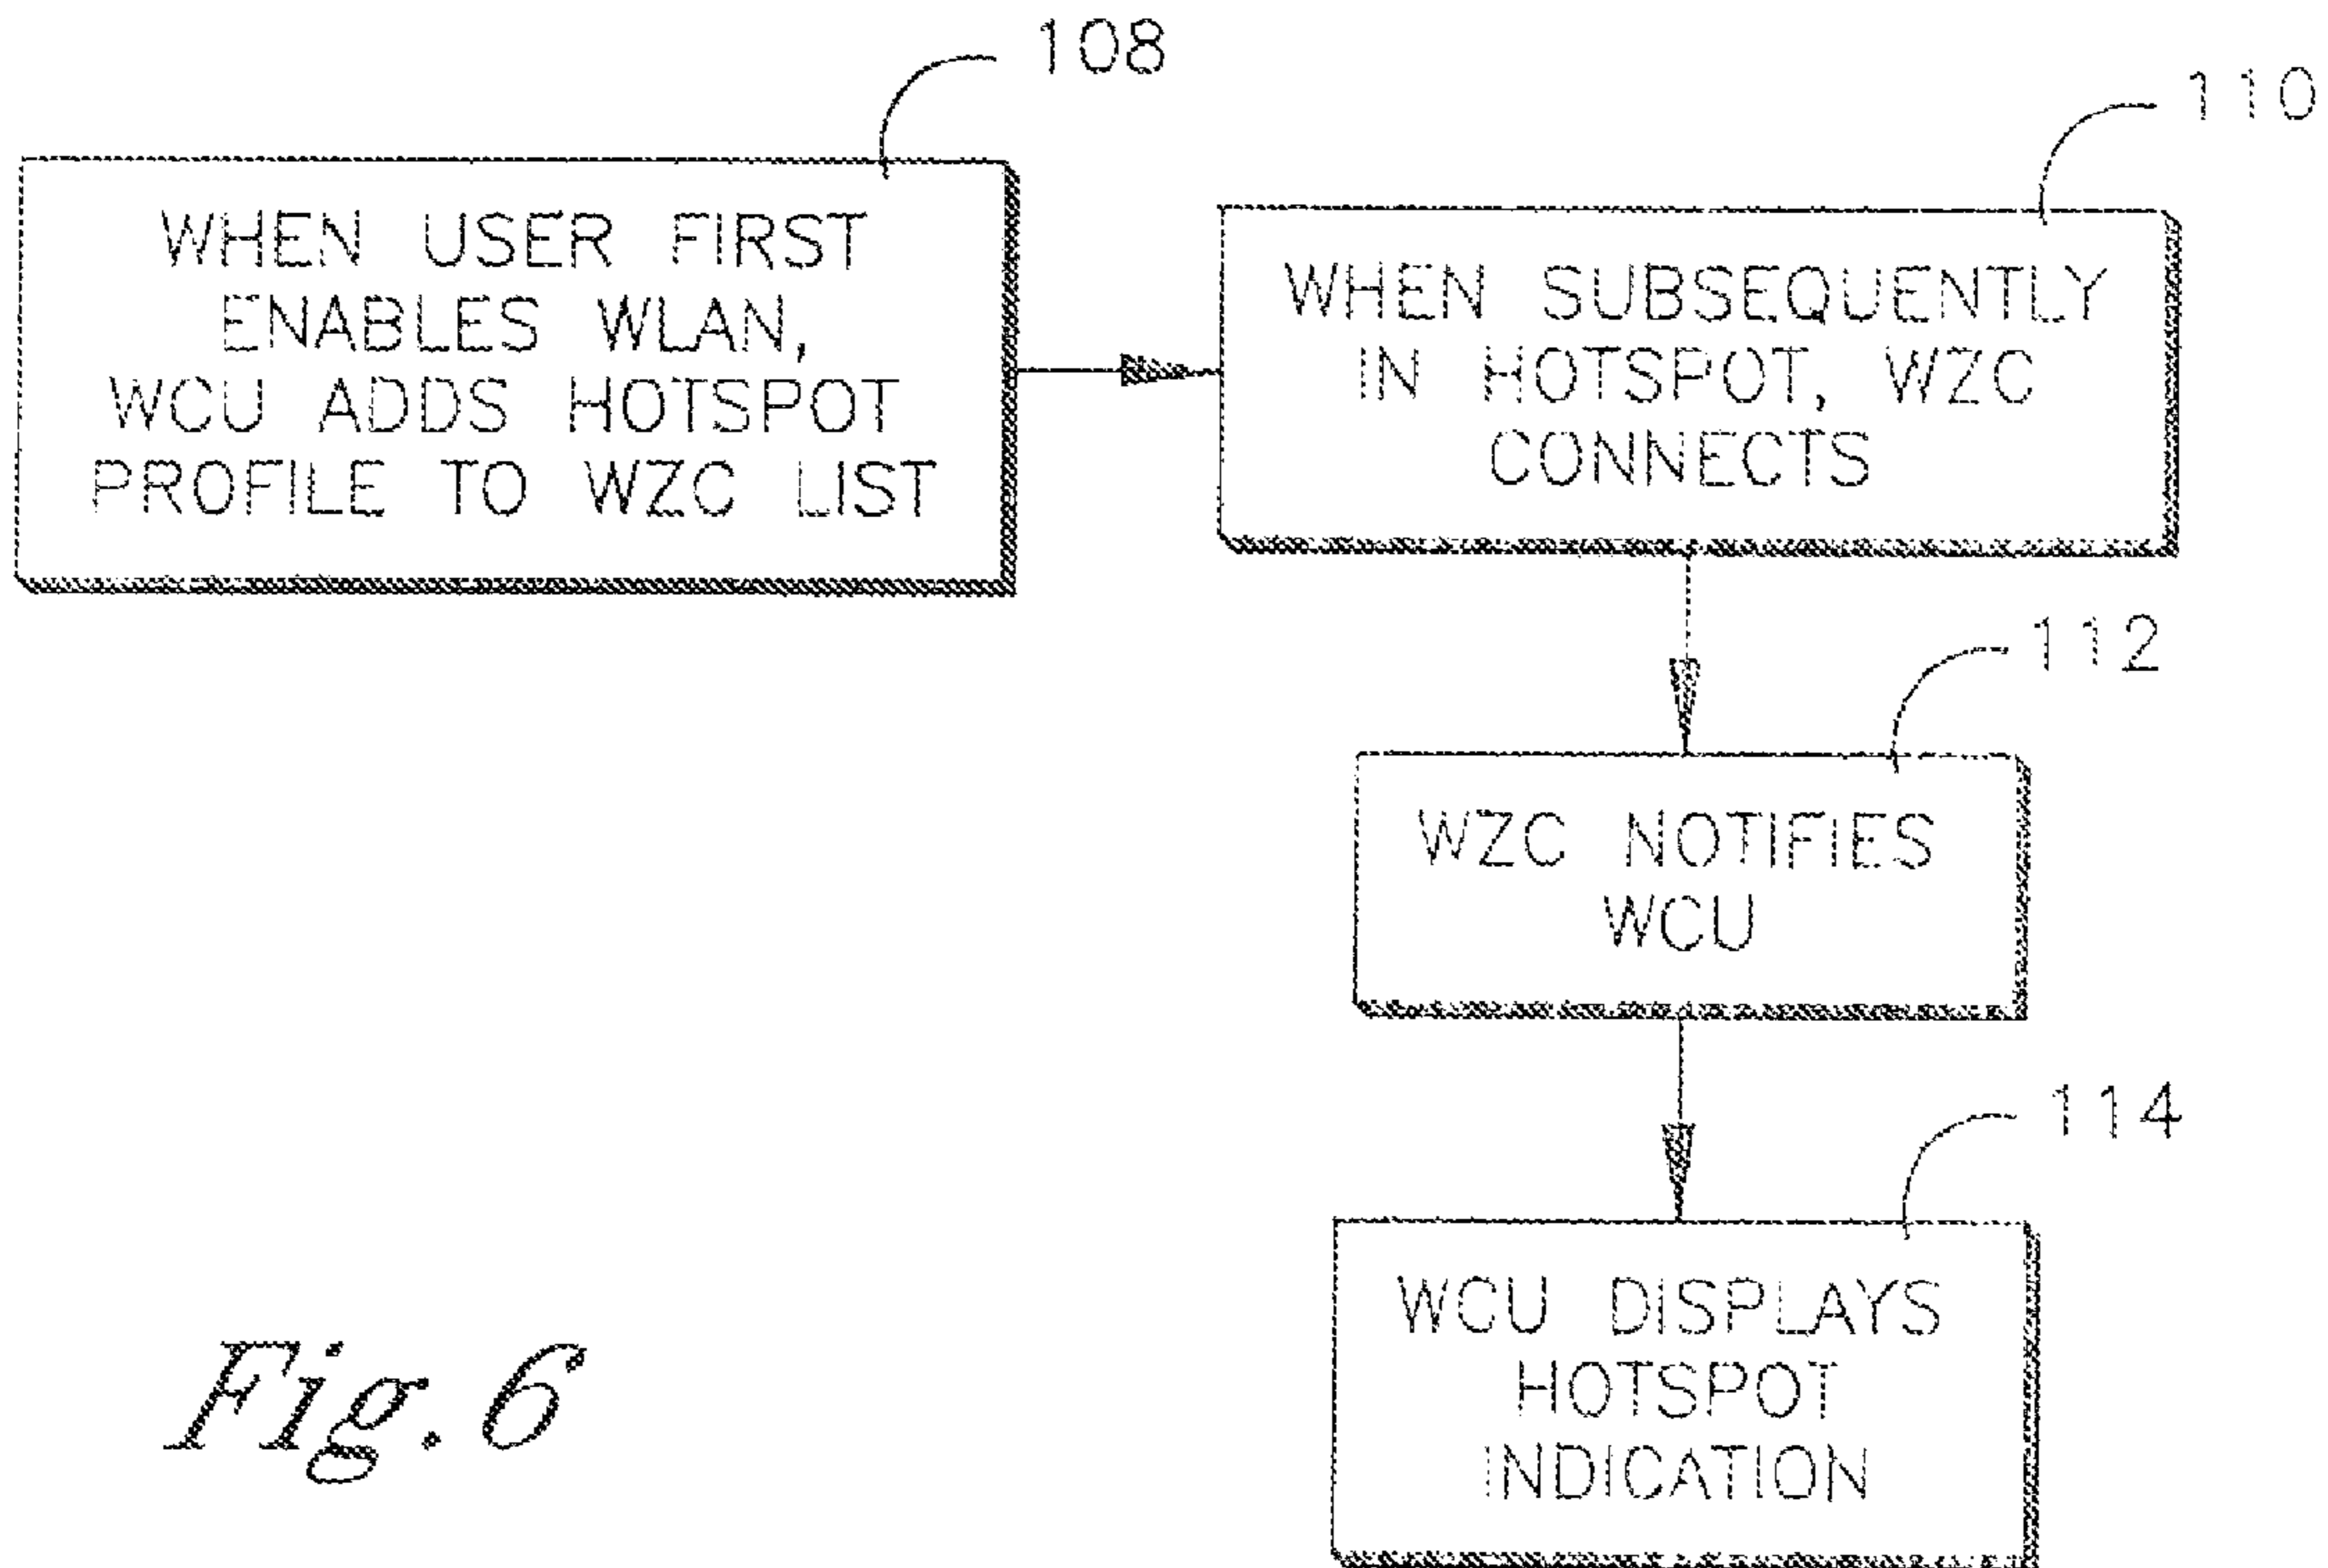 108
WHEN USER FIRST
ENABLES WLAN,
WCU ADDS HOTSPOT
PROFILE TO WZC LIST
110
WHEN SUBSEQUENTLY
IN HOTSPOT, WZC
CONNECTS
112
WZC NOTIFIES
WCU
114
WCU DISPLAYS
HOTSPOT
INDICATION
Fig. 6